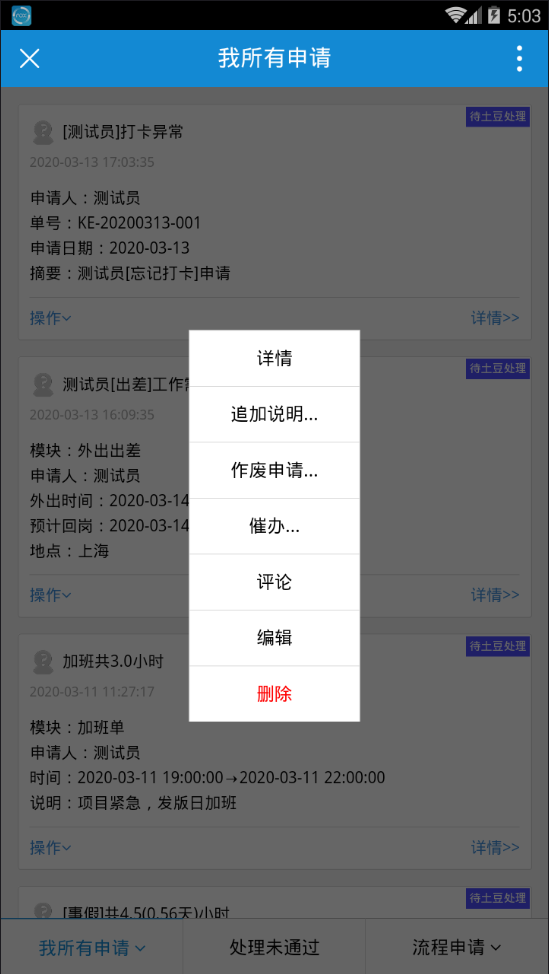 5:03
我所有申请
待土豆处理
[测试员]打卡异常
2020-03-13 17:03:35
申请人：测试员
单号：KE-20200313-001
申请日期：2020-03-13
摘要：测试员[忘记打卡]申请
操作 详情>>
待土豆处理
测试员[出差]工作
2020-03-13 16:09:35
模块：外出出差
申请人：测试员
外出时间：2020-03-14
预计回岗：2020-03-14
地点：上海
操作 详情>>
详情
追加说明...
作废申请...
催办...
评论
编辑
删除
待土豆处理
加班共3.0小时
2020-03-11 11:27:17
模块：加班单
申请人：测试员
时间：2020-03-11 19:00:00→2020-03-11 22:00:00
说明：项目紧急，发版日加班
操作 详情>>
待土豆处理
[事假]共4.5(0.56天)小时
我所有申请 处理未通过 流程申请